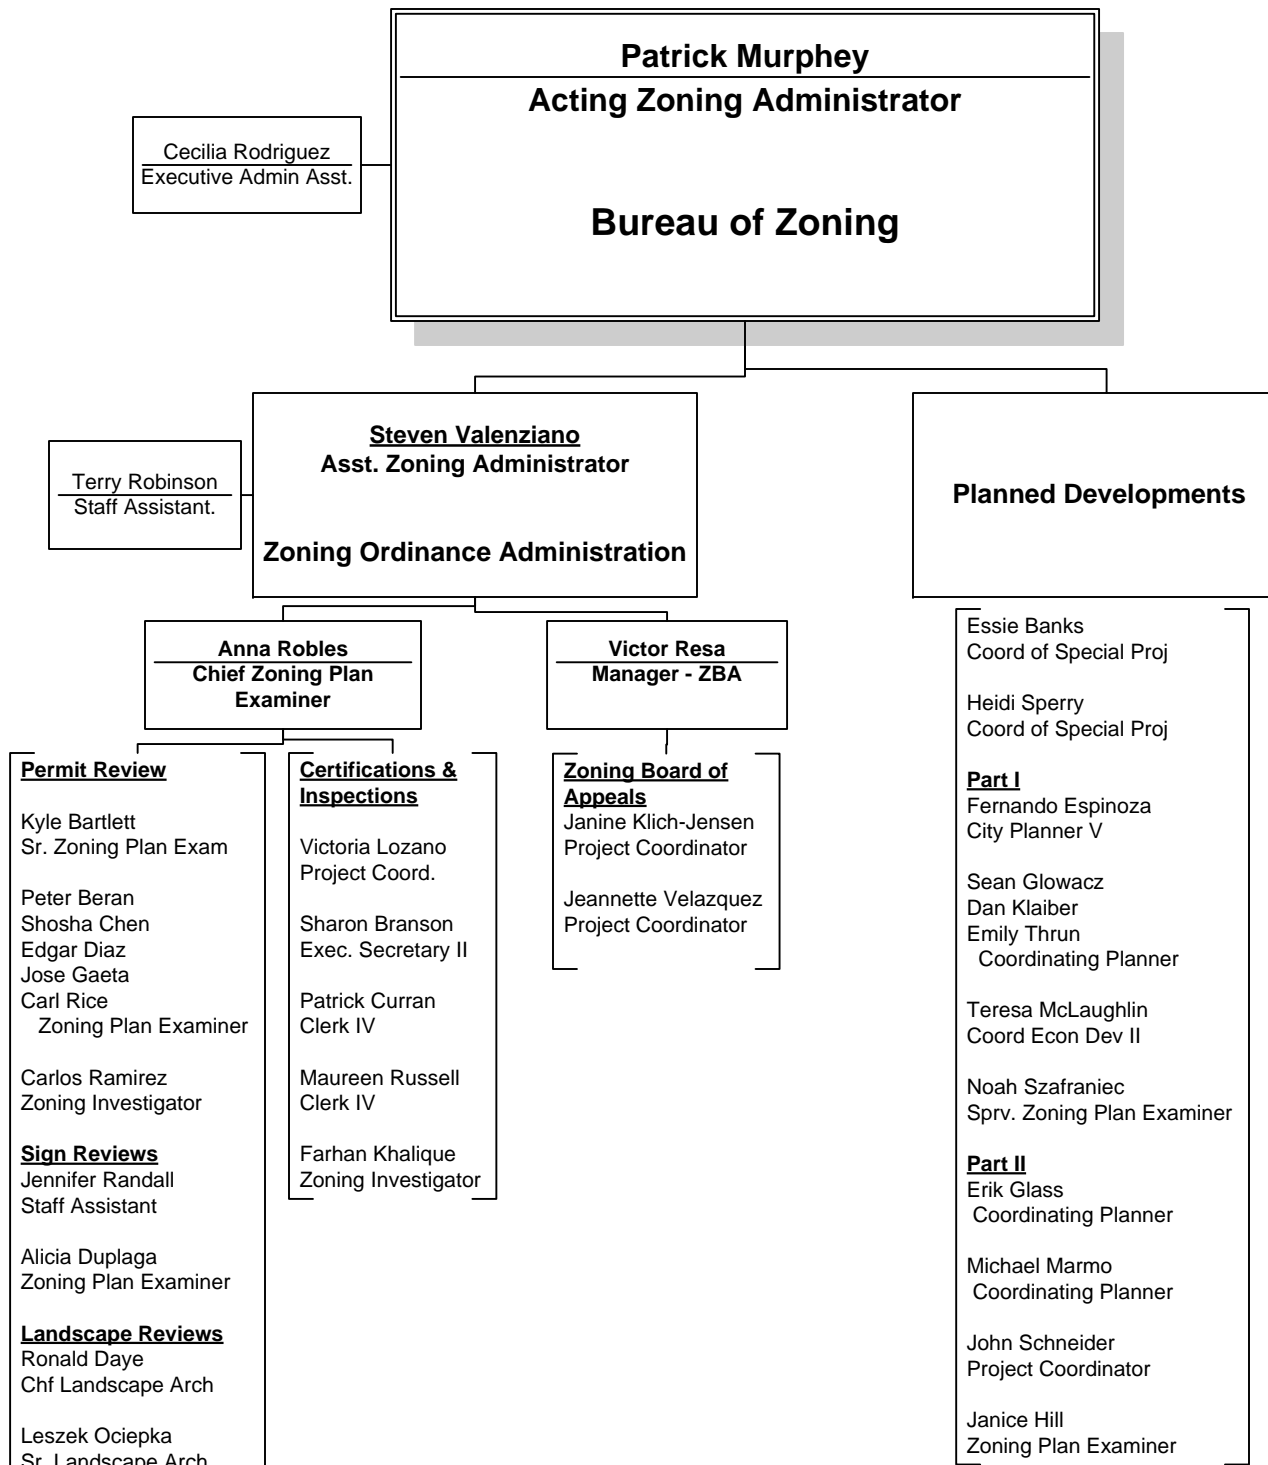 Patrick Murphey
Acting Zoning Administrator
Bureau of Zoning
Cecilia Rodriguez
Executive Admin Asst.
Steven Valenziano
Asst. Zoning Administrator
Zoning Ordinance Administration
Terry Robinson
Staff Assistant.
Planned Developments
Anna Robles
Chief Zoning Plan
Examiner
Victor Resa
Manager - ZBA
Permit Review
Kyle Bartlett
Sr. Zoning Plan Exam
Peter Beran
Shosha Chen
Edgar Diaz
Jose Gaeta
Carl Rice
Zoning Plan Examiner
Carlos Ramirez
Zoning Investigator
Sign Reviews
Jennifer Randall
Staff Assistant
Alicia Duplaga
Zoning Plan Examiner
Landscape Reviews
Ronald Daye
Chf Landscape Arch
Leszek Ociepka
Sr. Landscape Arch
Certifications &
Inspections
Victoria Lozano
Project Coord.
Sharon Branson
Exec. Secretary II
Patrick Curran
Clerk IV
Maureen Russell
Clerk IV
Farhan Khalique
Zoning Investigator
Zoning Board of
Appeals
Janine Klich-Jensen
Project Coordinator
Jeannette Velazquez
Project Coordinator
Essie Banks
Coord of Special Proj
Heidi Sperry
Coord of Special Proj
Part I
Fernando Espinoza
City Planner V
Sean Glowacz
Dan Klaiber
Emily Thrun
Coordinating Planner
Teresa McLaughlin
Coord Econ Dev II
Noah Szafraniec
Sprv. Zoning Plan Examiner
Part II
Erik Glass
Coordinating Planner
Michael Marmo
Coordinating Planner
John Schneider
Project Coordinator
Janice Hill
Zoning Plan Examiner